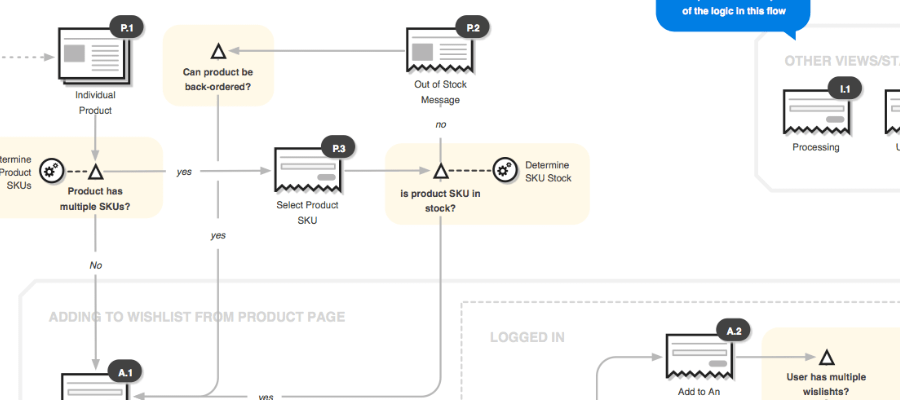 of the logic in this flow
P.1
P.2
Can product be
back-ordered?
Individual
Product
Out of Stock
Message
no
OTHER VIEWS/ST
I.1
Processing
Product
SKUs
Product has
multiple SKUs?
yes
P.3
Select Product
SKU
is product SKU in
stock?
Determine
SKU Stock
yes
No
ADDING TO WISHLIST FROM PRODUCT PAGE
LOGGED IN
A.1
yes
A.2
Add to An
User has multiple
wislishts?